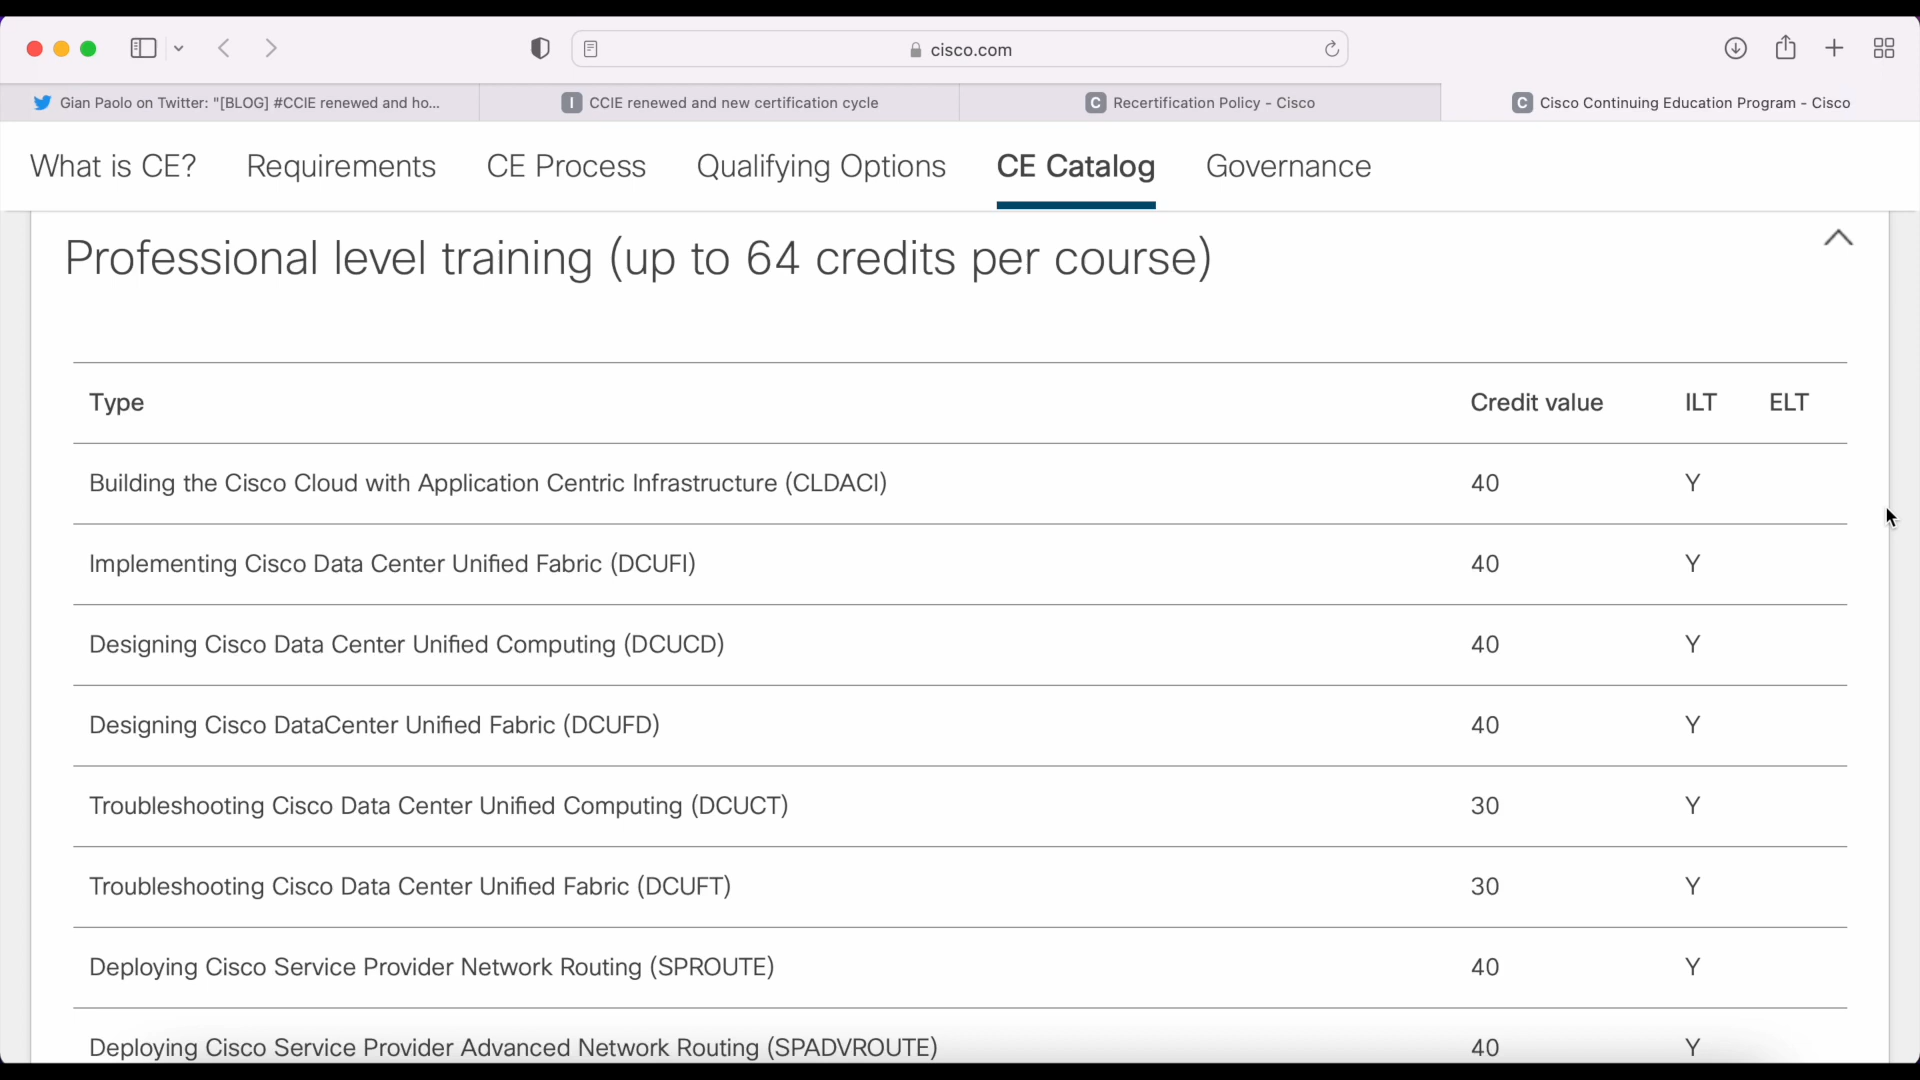 cisco.com
Gian Paolo on Twitter: "[BLOG] #CCIE renewed and ho...
I CCIE renewed and new certification cycle
C Recertification Policy - Cisco
C Cisco Continuing Education Program - Cisco
What is CE? Requirements CE Process Qualifying Options CE Catalog Governance
Professional level training (up to 64 credits per course)
Type Credit value ILT ELT
Building the Cisco Cloud with Application Centric Infrastructure (CLDACI) 40 Y
Implementing Cisco Data Center Unified Fabric (DCUFI) 40 Y
Designing Cisco Data Center Unified Computing (DCUCD) 40 Y
Designing Cisco DataCenter Unified Fabric (DCUFD) 40 Y
Troubleshooting Cisco Data Center Unified Computing (DCUCT) 30 Y
Troubleshooting Cisco Data Center Unified Fabric (DCUFT) 30 Y
Deploying Cisco Service Provider Network Routing (SPROUTE) 40 Y
Deploying Cisco Service Provider Advanced Network Routing (SPADVROUTE) 40 Y